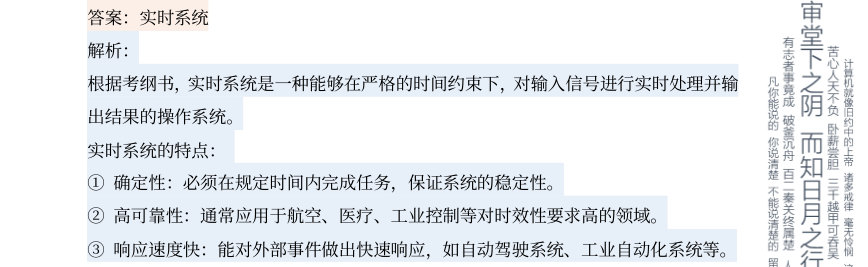 答案：实时系统
解析：
根据考纲书, 实时系统是一种能够在严格的时间约束下，对输入信号进行实时处理并输
出结果的操作系统。
实时系统的特点：
① 确定性：必须在规定时间内完成任务，保证系统的稳定性。
② 高可靠性：通常应用于航空、医疗、工业控制等对时效性要求高的领域。
③ 响应速度快：能对外部事件做出快速响应，如自动驾驶系统、工业自动化系统等。
计算机就像旧约中的上帝 诸多戒律 毫无怜悯
苦心人天不负 卧薪尝胆 三千越甲可吞吴
审堂下之阴 而知日月之行
有志者事竟成 破釜沉舟 百二秦关终属楚 人
凡你能说的 你说清楚 不能说清楚的 留